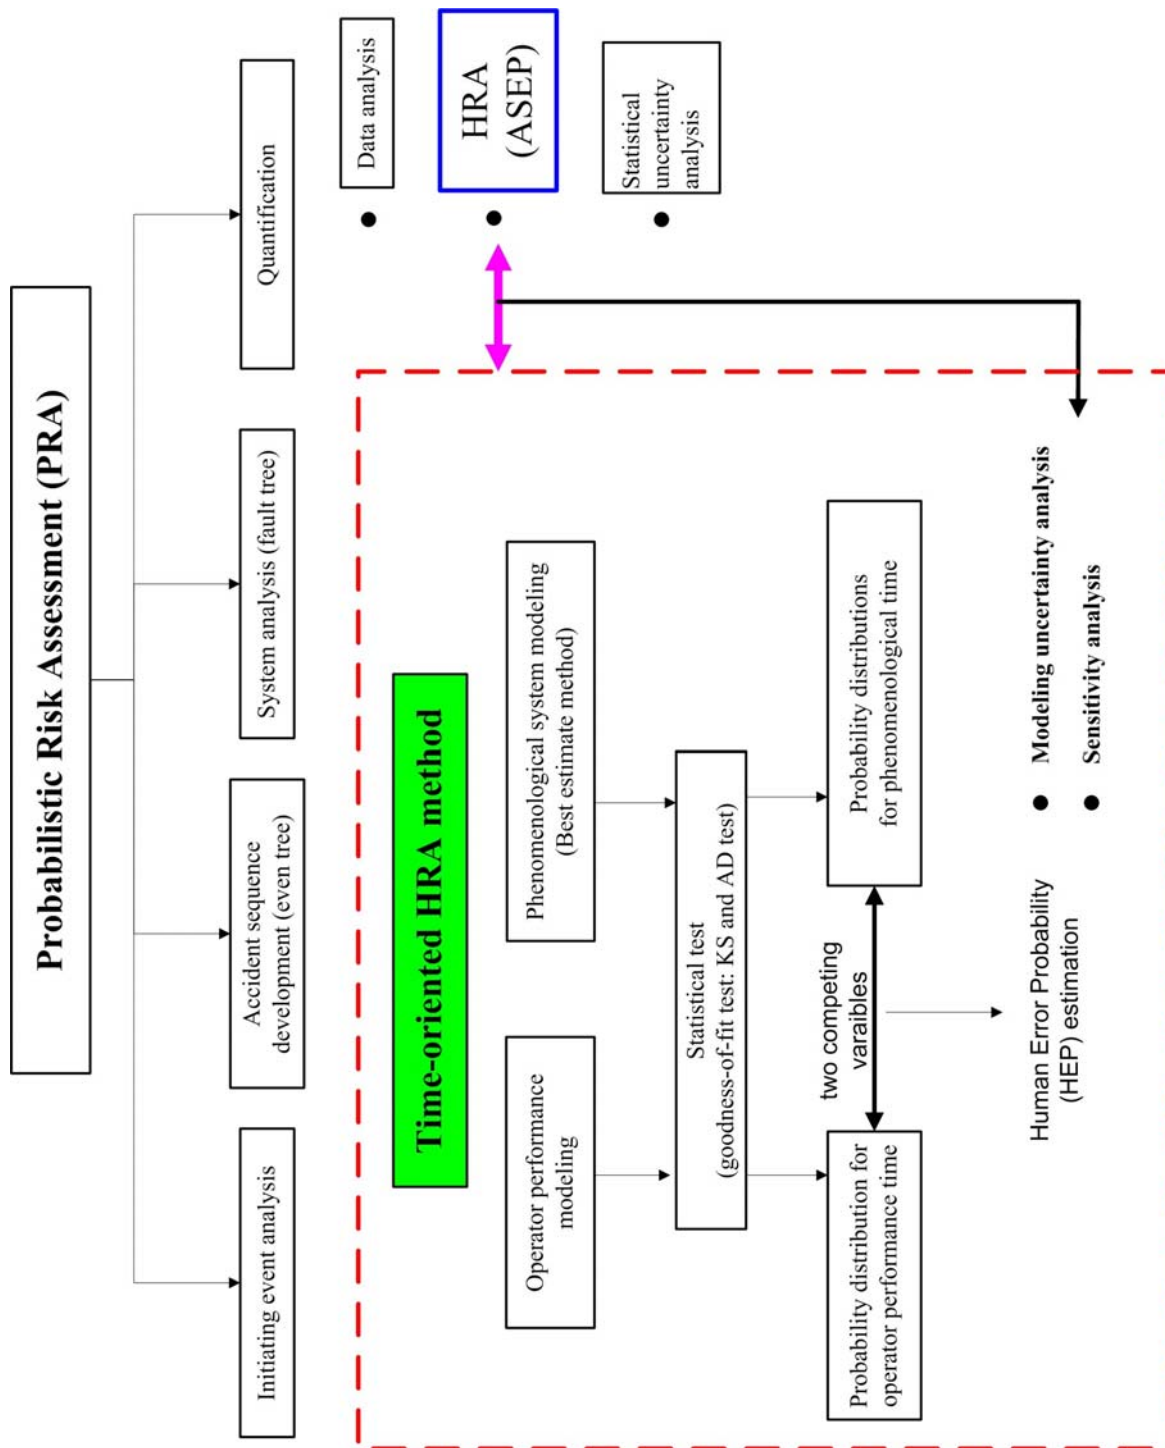 Probabilistic Risk Assessment (PRA)
Initiating event analysis
Accident sequence
development (even tree)
System analysis (fault tree)
Quantification
Data analysis
HRA
(ASEP)
Statistical
uncertainty
analysis
Time-oriented HRA method
Operator performance
modeling
Phenomenological system modeling
(Best estimate method)
Statistical test
(goodness-of-fit test: KS and AD test)
Probability distribution for
operator performance time
two competing
varaibles
Probability distributions
for phenomenological time
Human Error Probability
(HEP) estimation
● Modeling uncertainty analysis
● Sensitivity analysis